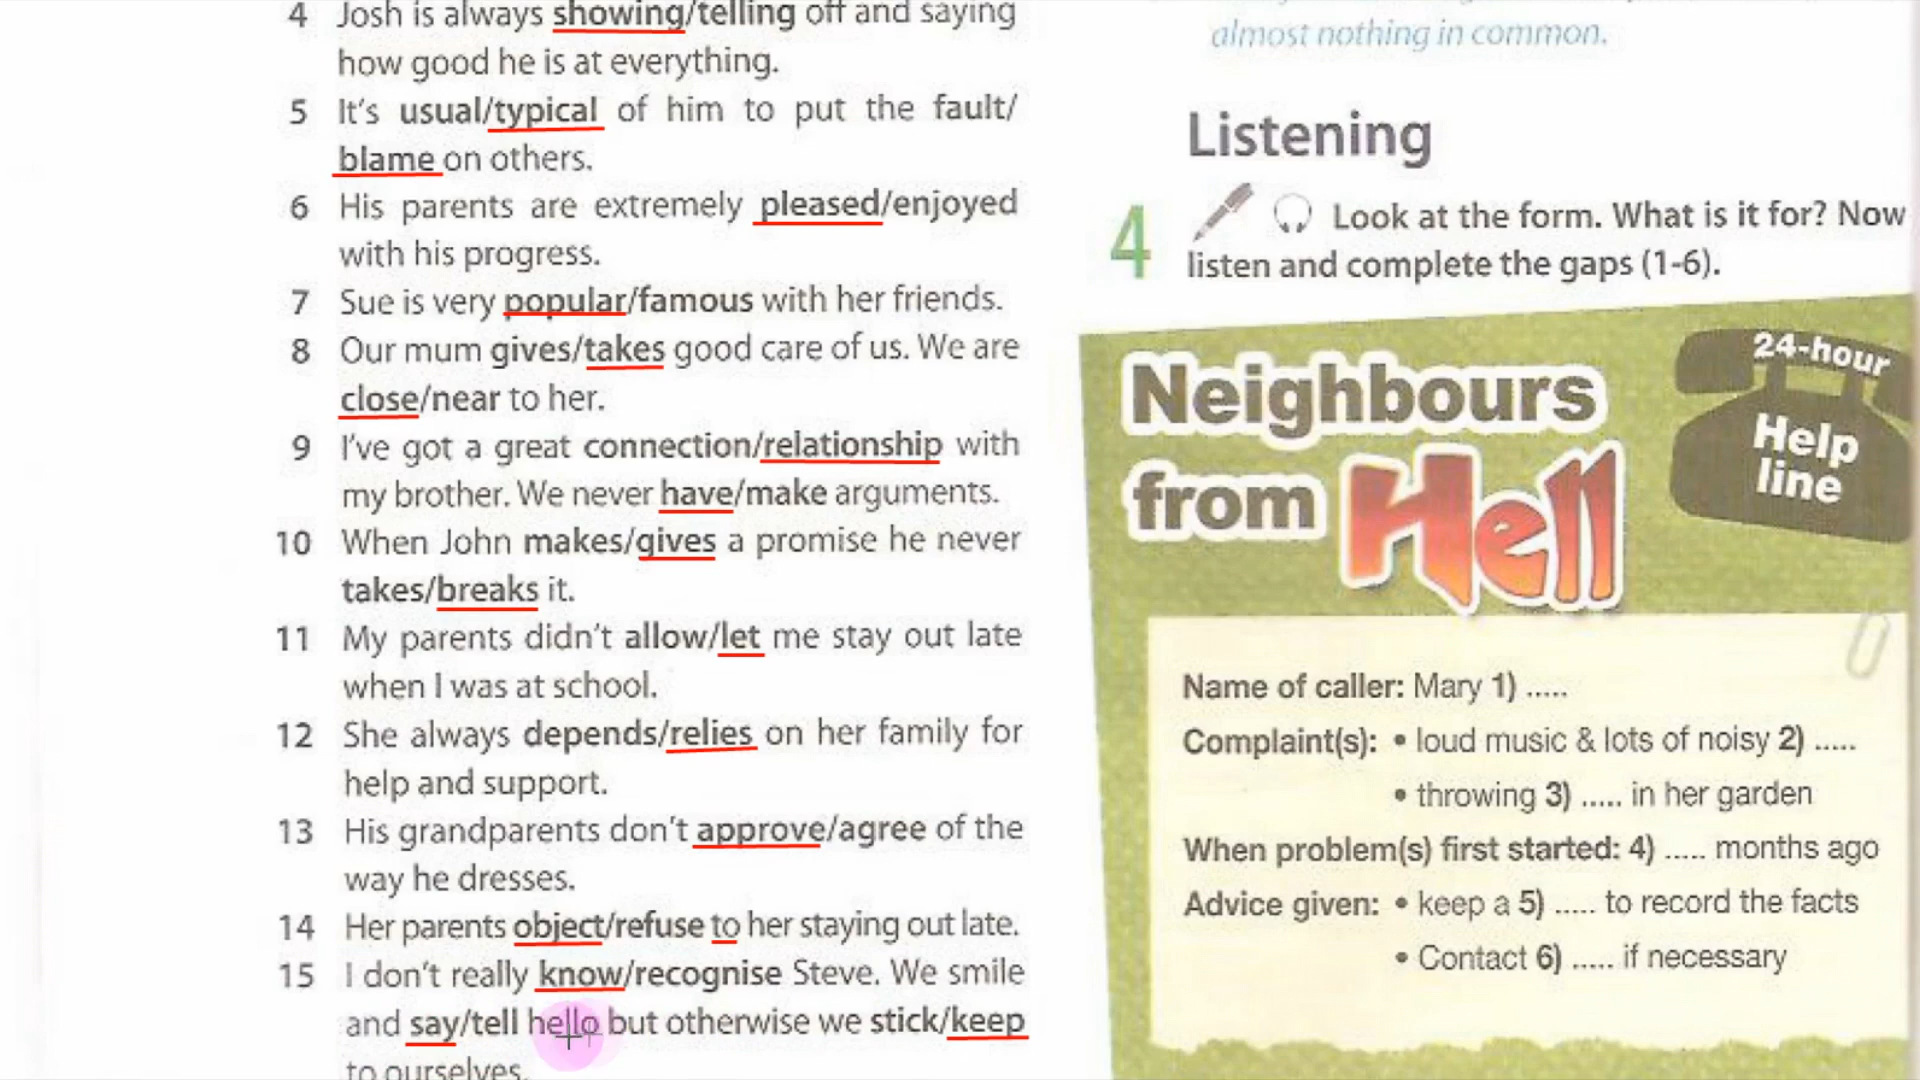 4 Josh is always showing/telling off and saying
how good he is at everything.
5 It's usual/typical of him to put the fault/
blame on others.
6 His parents are extremely pleased/enjoyed
with his progress.
7 Sue is very popular/famous with her friends.
8 Our mum gives/takes good care of us. We are
close/near to her.
9 I've got a great connection/relationship with
my brother. We never have/make arguments.
10 When John makes/gives a promise he never
takes/breaks it.
11 My parents didn't allow/let me stay out late
when I was at school.
12 She always depends/relies on her family for
help and support.
13 His grandparents don't approve/agree of the
way he dresses.
14 Her parents object/refuse to her staying out late.
15 I don't really know/recognise Steve. We smile
and say/tell hello but otherwise we stick/keep
to ourselves.
almost nothing in common.
Listening
4 Look at the form. What is it for? Now
listen and complete the gaps (1-6).
Neighbours
from Hell
24-hour
Help
line
Name of caller: Mary 1) .....
Complaint(s): • loud music & lots of noisy 2) .....
• throwing 3) ..... in her garden
When problem(s) first started: 4) ..... months ago
Advice given: • keep a 5) ..... to record the facts
• Contact 6) ..... if necessary